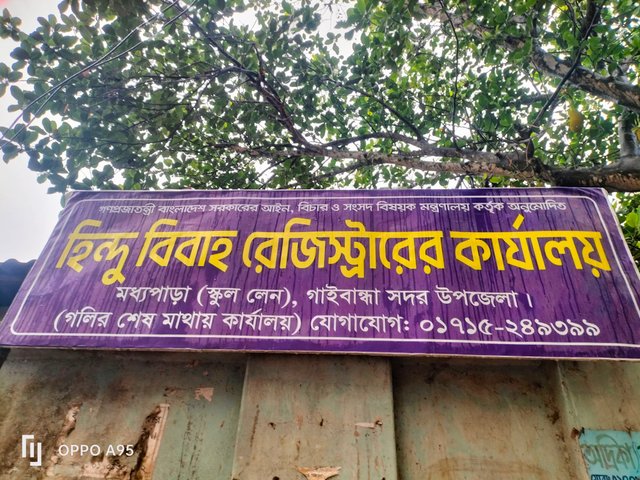 গণপ্রজাতন্ত্রী বাংলাদেশ সরকারের আইন, বিচার ও সংসদ বিষয়ক মন্ত্রণালয় কর্তৃক অনুমোদিত
হিন্দু বিবাহ রেজিস্ট্রারের কার্যালয়
মধ্যপাড়া (স্কুল লেন), গাইবান্ধা সদর উপজেলা।
(গলির শেষ মাথায় কার্যালয়) যোগাযোগ: ০১৭১৫-২৪৯৩৯৯
OPPO A95